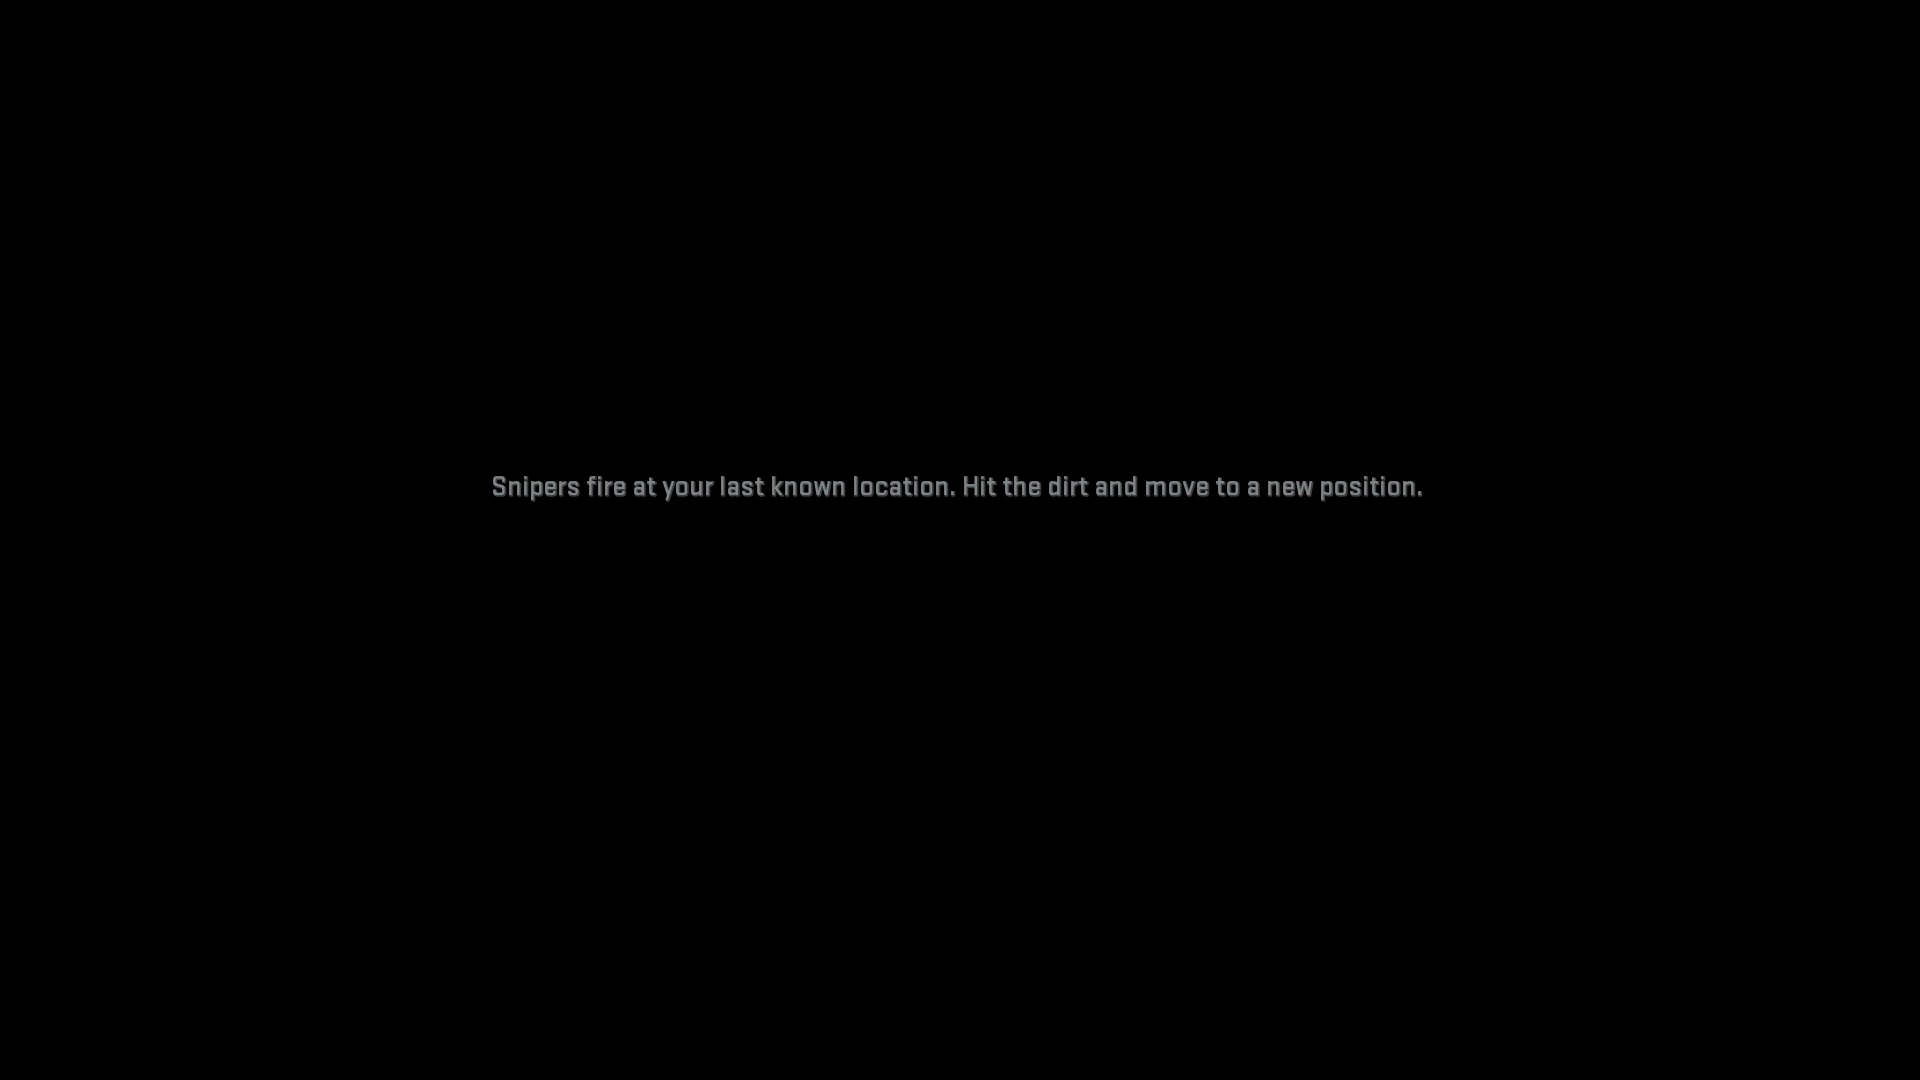 Snipers fire at your last known location. Hit the dirt and move to a new position.